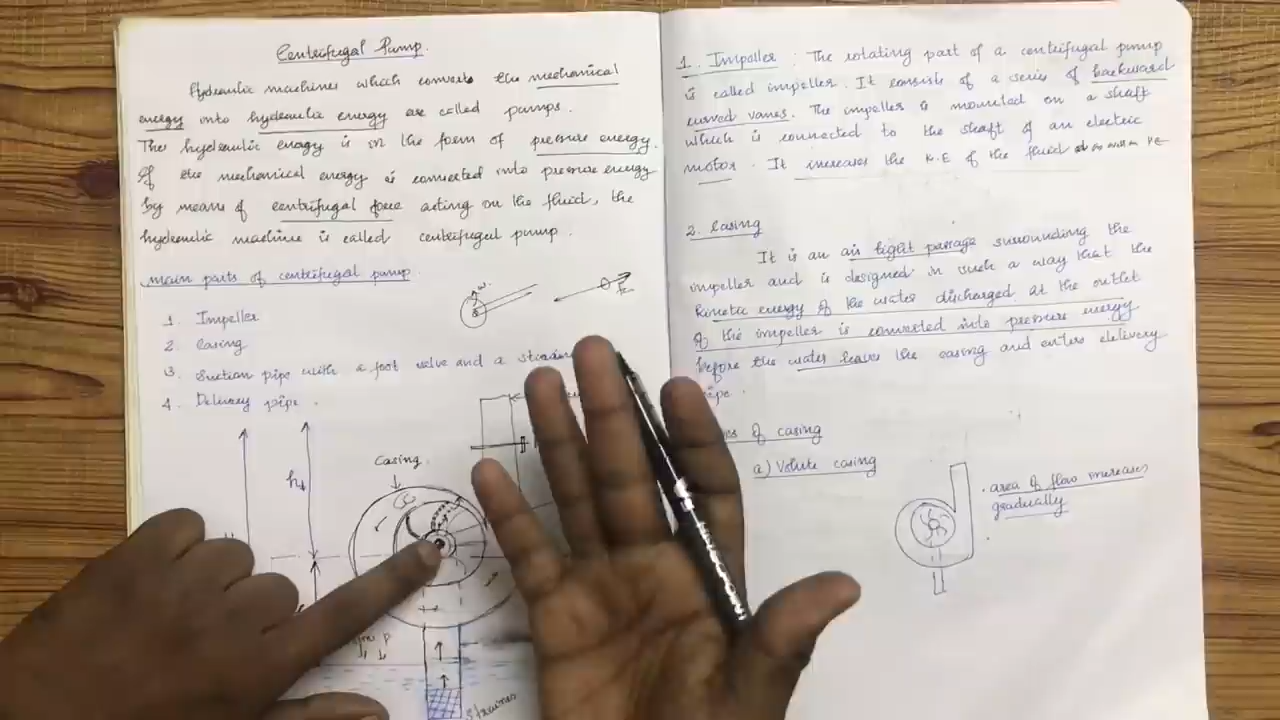 Centrifugal Pump.
Hydraulic machines which converts the mechanical
energy into hydraulic energy are called pumps.
The hydraulic energy is in the form of pressure energy.
If the mechanical energy is converted into pressure energy
by means of centrifugal force acting on the fluid, the
hydraulic machine is called centrifugal pump.
main parts of centrifugal pump.
ω
1. Impeller
2. Casing
3. Suction pipe with a foot valve and a
4. Delivery pipe.
Casing.
Strainer
1. Impeller : The rotating part of a centrifugal pump
is called impeller. It consists of a series of backward
curved vanes. The impeller is mounted on a shaft
which is connected to the shaft of an electric
motor. It increases the K.E of the fluid as well as PE
2. Casing
It is an air tight passage surrounding the
impeller and is designed in such a way that the
kinetic energy of the water discharged at the outlet
of the impeller is converted into pressure energy
before the water leaves the casing and enters delivery
of casing
a) Volute casing
. area of flow increases
gradually